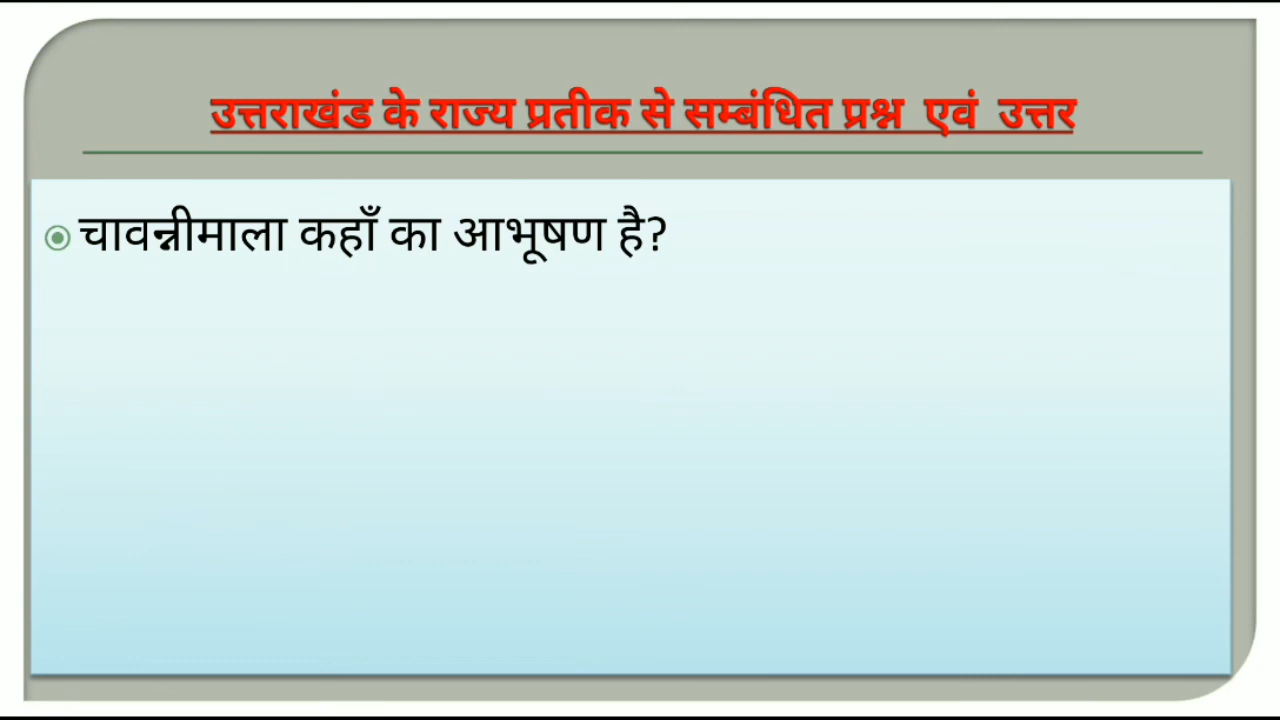 उत्तराखंड के राज्य प्रतीक से सम्बंधित प्रश्न एवं उत्तर
चावन्नीमाला कहाँ का आभूषण है?